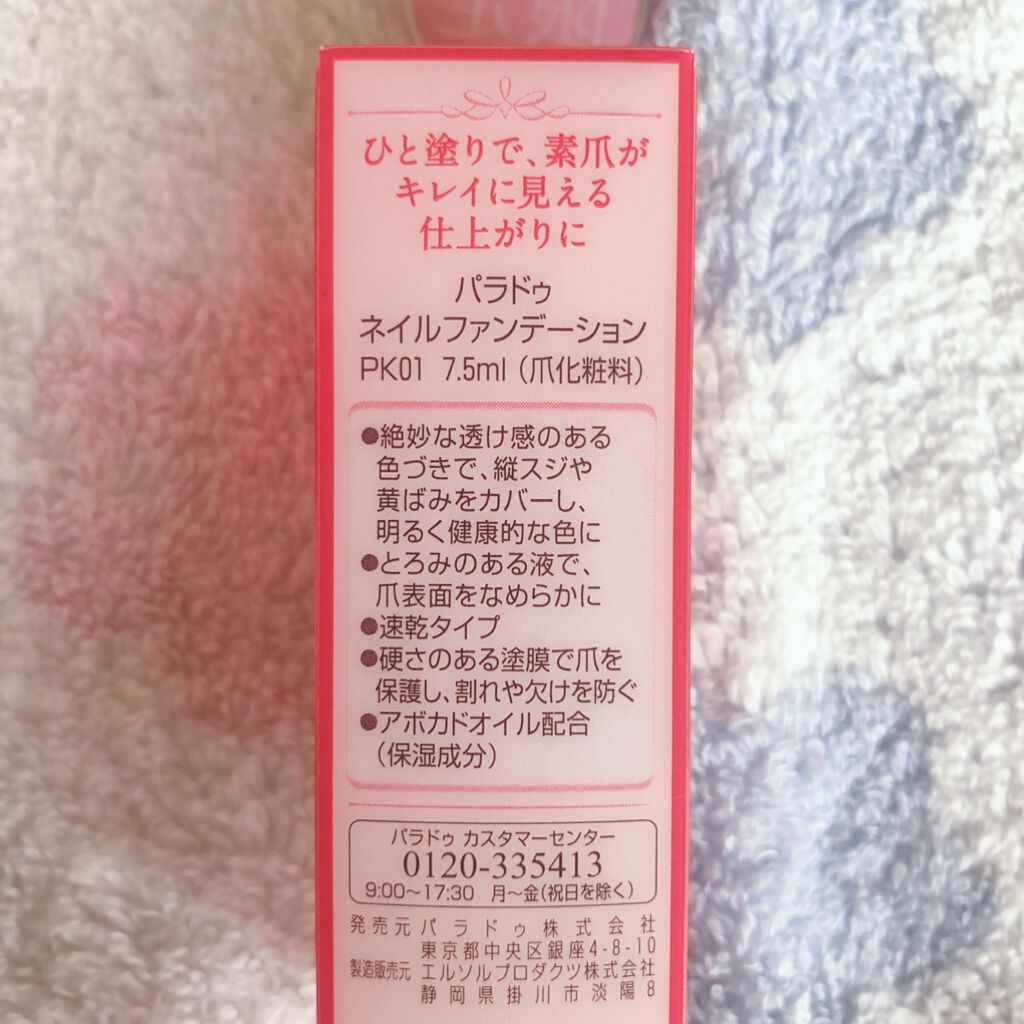 限定
ひと塗りで、素爪が
キレイに見える
仕上がりに
パラドゥ
ネイルファンデーション
PK01 7.5ml（爪化粧料）
●絶妙な透け感のある
色づきで、縦スジや
黄ばみをカバーし、
明るく健康的な色に
●とろみのある液で、
爪表面をなめらかに
●速乾タイプ
●硬さのある塗膜で爪を
保護し、割れや欠けを防ぐ
●アボカドオイル配合
（保湿成分）
パラドゥ カスタマーセンター
0120-335413
9:00～17:30 月～金（祝日を除く）
発売元 パラドゥ株式会社
東京都中央区銀座4-8-10
製造販売元 エルソルプロダクツ株式会社
静岡県掛川市淡陽8